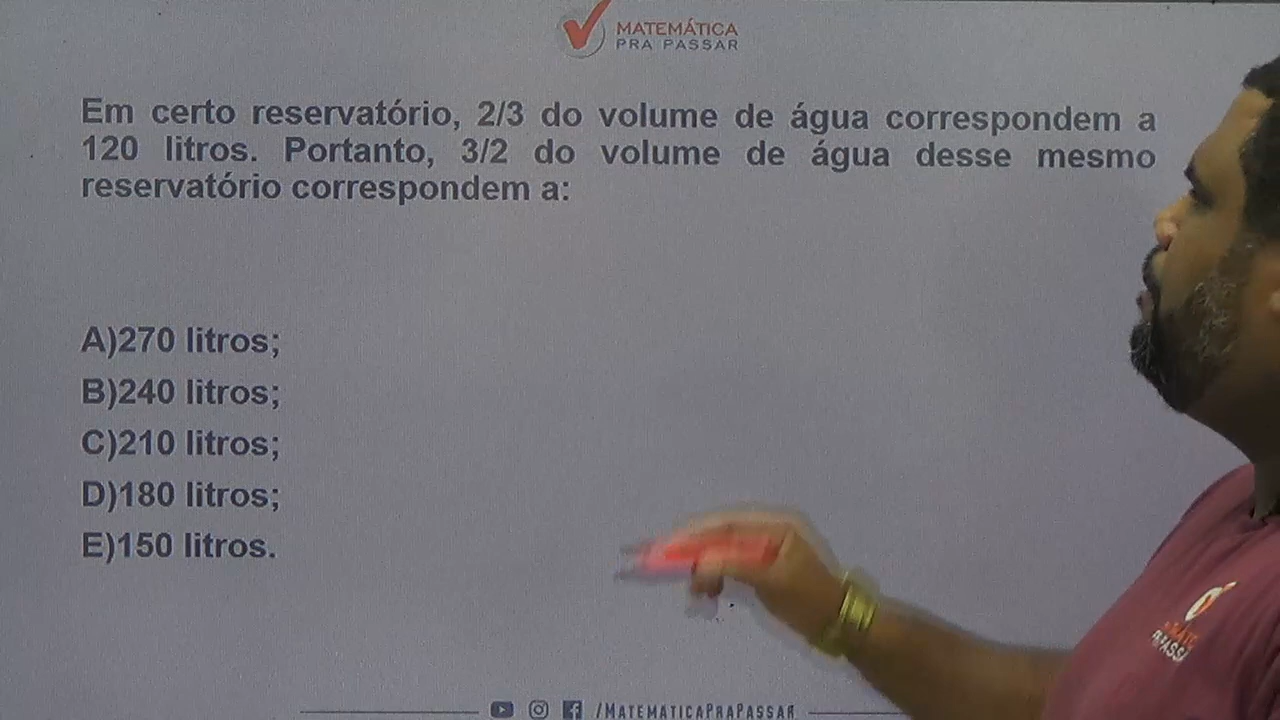 MATEMÁTICA
PRA PASSAR
Em certo reservatório, 2/3 do volume de água correspondem a
120 litros. Portanto, 3/2 do volume de água desse mesmo
reservatório correspondem a:
A)270 litros;
B)240 litros;
C)210 litros;
D)180 litros;
E)150 litros.
/MATEMATICAPRAPASSAR